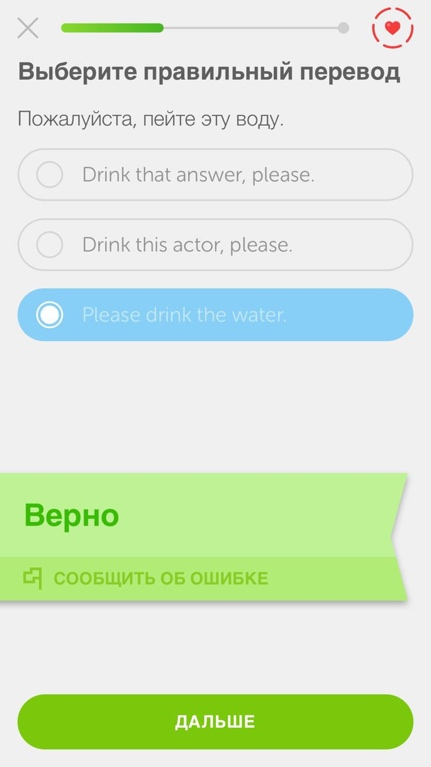 Выберите правильный перевод
Пожалуйста, пейте эту воду.
Drink that answer, please.
Drink this actor, please.
Please drink the water.
Верно
СООБЩИТЬ ОБ ОШИБКЕ
ДАЛЬШЕ